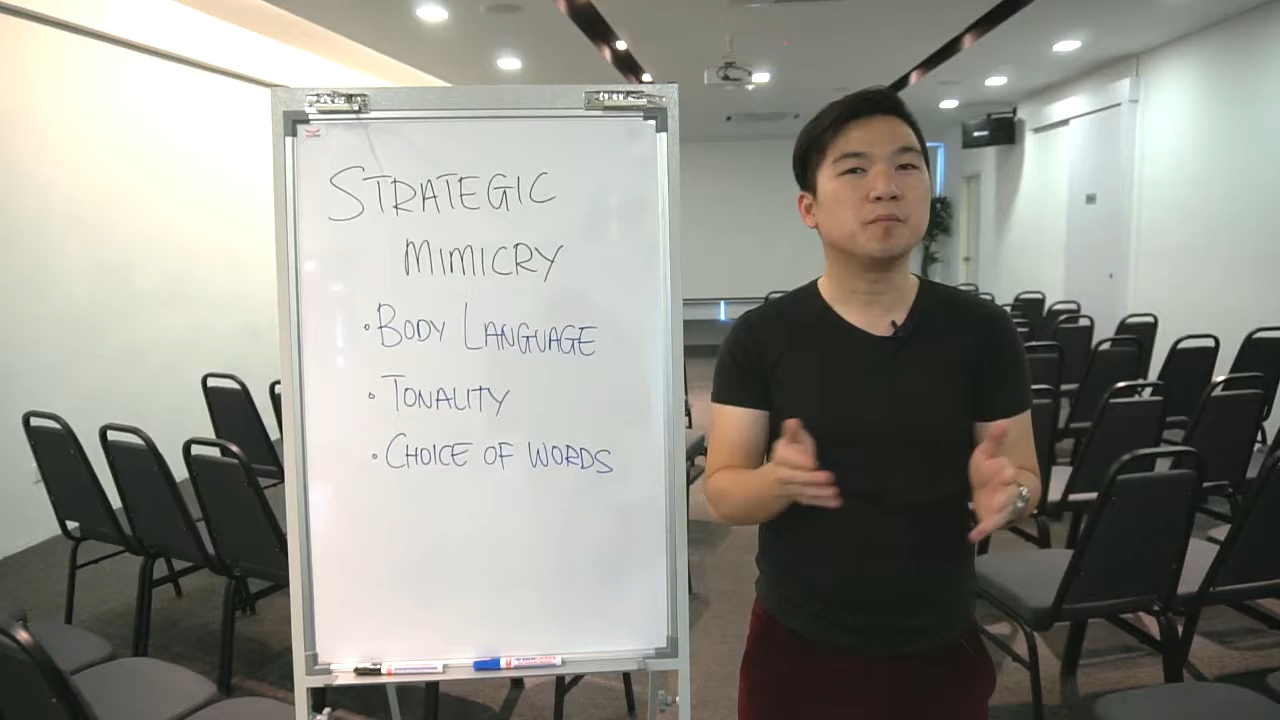 STRATEGIC
MIMICRY
• BODY LANGUAGE
• TONALITY
• CHOICE OF WORDS